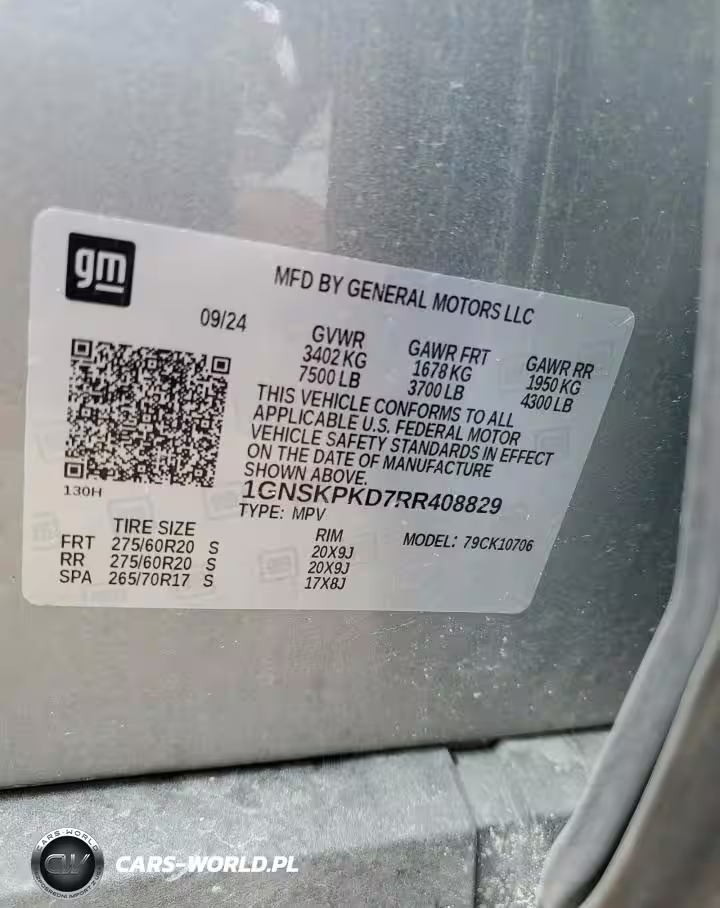 gm
MFD BY GENERAL MOTORS LLC
09/24
GVWR GAWR FRT GAWR RR
3402 KG 1678 KG 1950 KG
7500 LB 3700 LB 4300 LB
THIS VEHICLE CONFORMS TO ALL
APPLICABLE U.S. FEDERAL MOTOR
VEHICLE SAFETY STANDARDS IN EFFECT
ON THE DATE OF MANUFACTURE
SHOWN ABOVE.
130H
1GNSKPKD7RR408829
TYPE: MPV
MODEL: 79CK10706
TIRE SIZE RIM
FRT 275/60R20 S 20X9J
RR 275/60R20 S 20X9J
SPA 265/70R17 S 17X8J
CARS-WORLD
CW
CARS-WORLD.PL